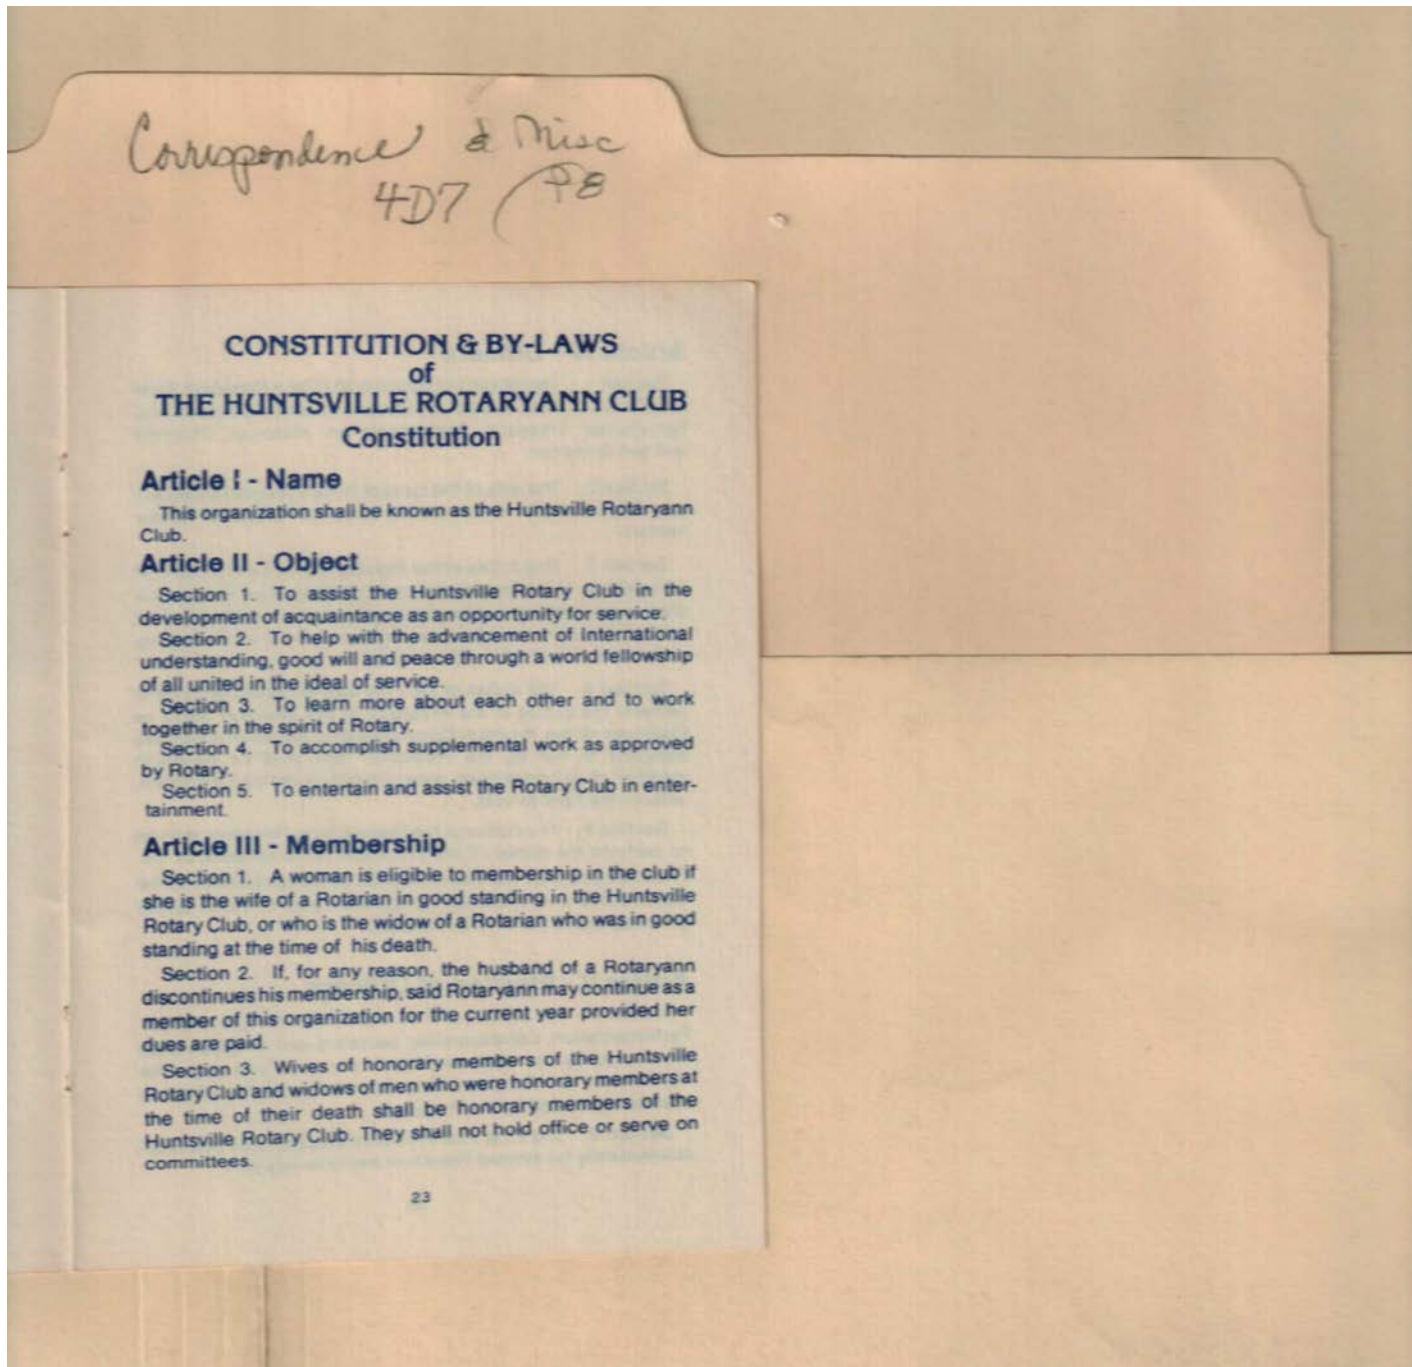 Correspondence & Misc
4D7 (P8
CONSTITUTION & BY-LAWS
of
THE HUNTSVILLE ROTARYANN CLUB
Constitution
Article I - Name
This organization shall be known as the Huntsville Rotaryann
Club.
Article II - Object
Section 1. To assist the Huntsville Rotary Club in the
development of acquaintance as an opportunity for service.
Section 2. To help with the advancement of International
understanding, good will and peace through a world fellowship
of all united in the ideal of service.
Section 3. To learn more about each other and to work
together in the spirit of Rotary.
Section 4. To accomplish supplemental work as approved
by Rotary.
Section 5. To entertain and assist the Rotary Club in enter-
tainment.
Article III - Membership
Section 1. A woman is eligible to membership in the club if
she is the wife of a Rotarian in good standing in the Huntsville
Rotary Club, or who is the widow of a Rotarian who was in good
standing at the time of his death.
Section 2. If, for any reason, the husband of a Rotaryann
discontinues his membership, said Rotaryann may continue as a
member of this organization for the current year provided her
dues are paid.
Section 3. Wives of honorary members of the Huntsville
Rotary Club and widows of men who were honorary members at
the time of their death shall be honorary members of the
Huntsville Rotary Club. They shall not hold office or serve on
committees.
23